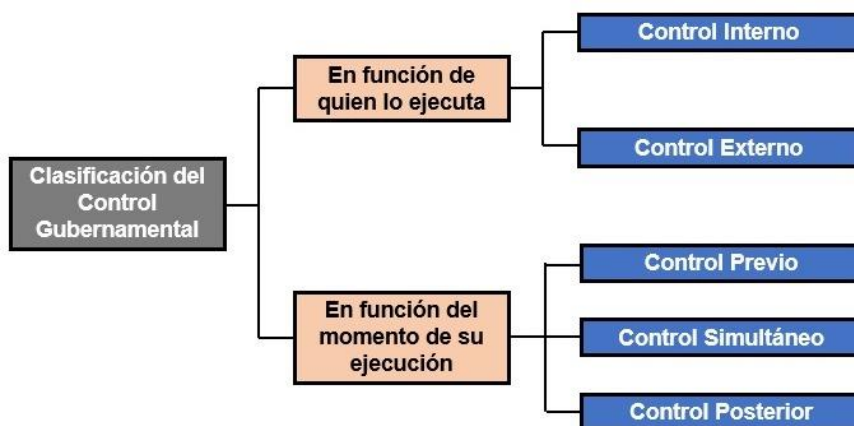 Clasificación del
Control
Gubernamental
En función de
quien lo ejecuta
Control Interno
Control Externo
En función del
momento de su
ejecución
Control Previo
Control Simultáneo
Control Posterior